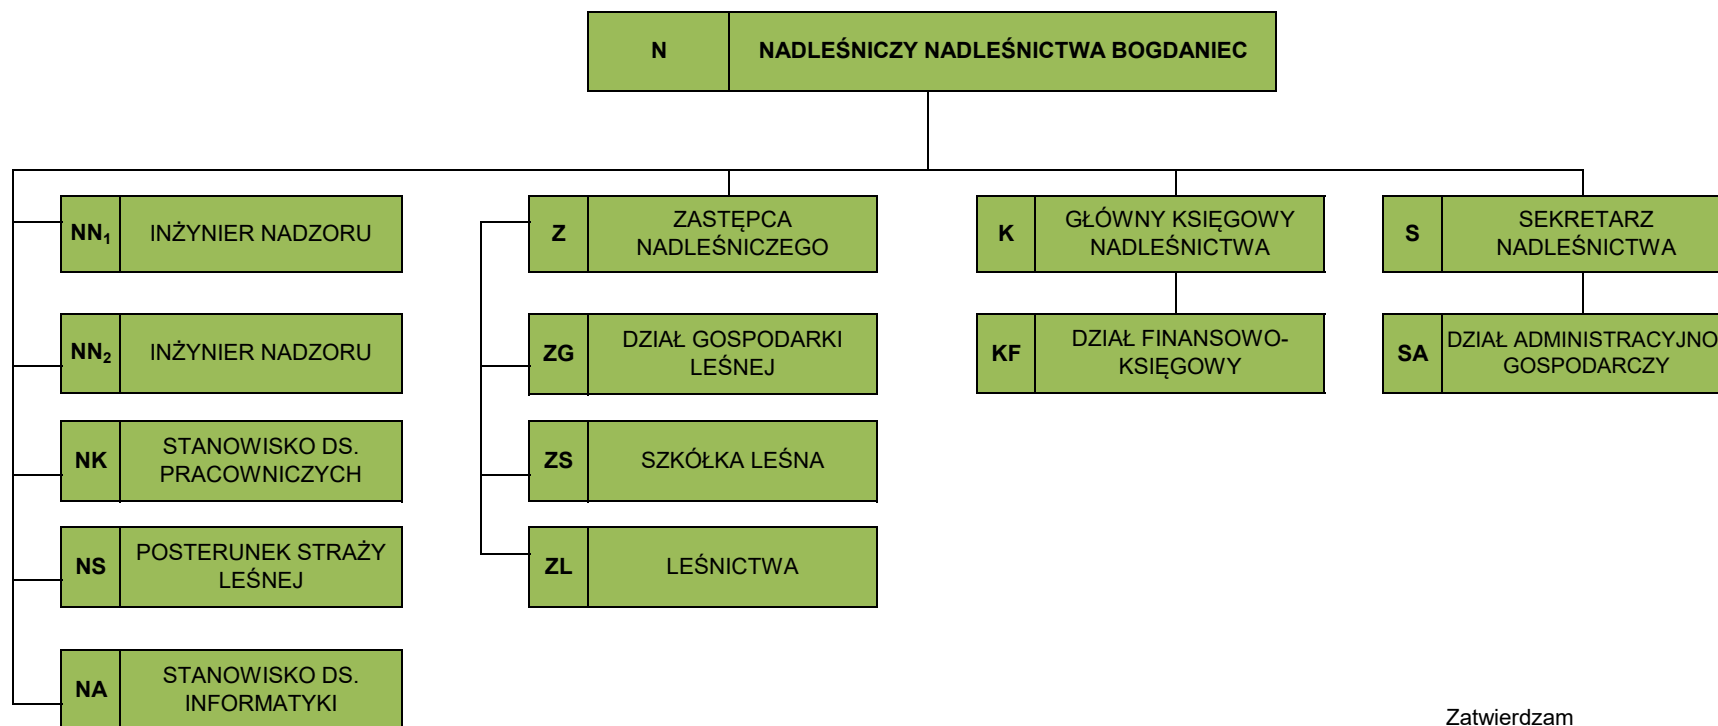 N NADLEŚNICZY NADLEŚNICTWA BOGDANIEC
NN₁ INŻYNIER NADZORU
NN₂ INŻYNIER NADZORU
NK STANOWISKO DS.
PRACOWNICZYCH
NS POSTERUNEK STRAŻY
LEŚNEJ
NA STANOWISKO DS.
INFORMATYKI
Z ZASTĘPCA
NADLEŚNICZEGO
ZG DZIAŁ GOSPODARKI
LEŚNEJ
ZS SZKÓŁKA LEŚNA
ZL LEŚNICTWA
K GŁÓWNY KSIĘGOWY
NADLEŚNICTWA
KF DZIAŁ FINANSOWO-
KSIĘGOWY
S SEKRETARZ
NADLEŚNICTWA
SA DZIAŁ ADMINISTRACYJNO
GOSPODARCZY
Zatwierdzam